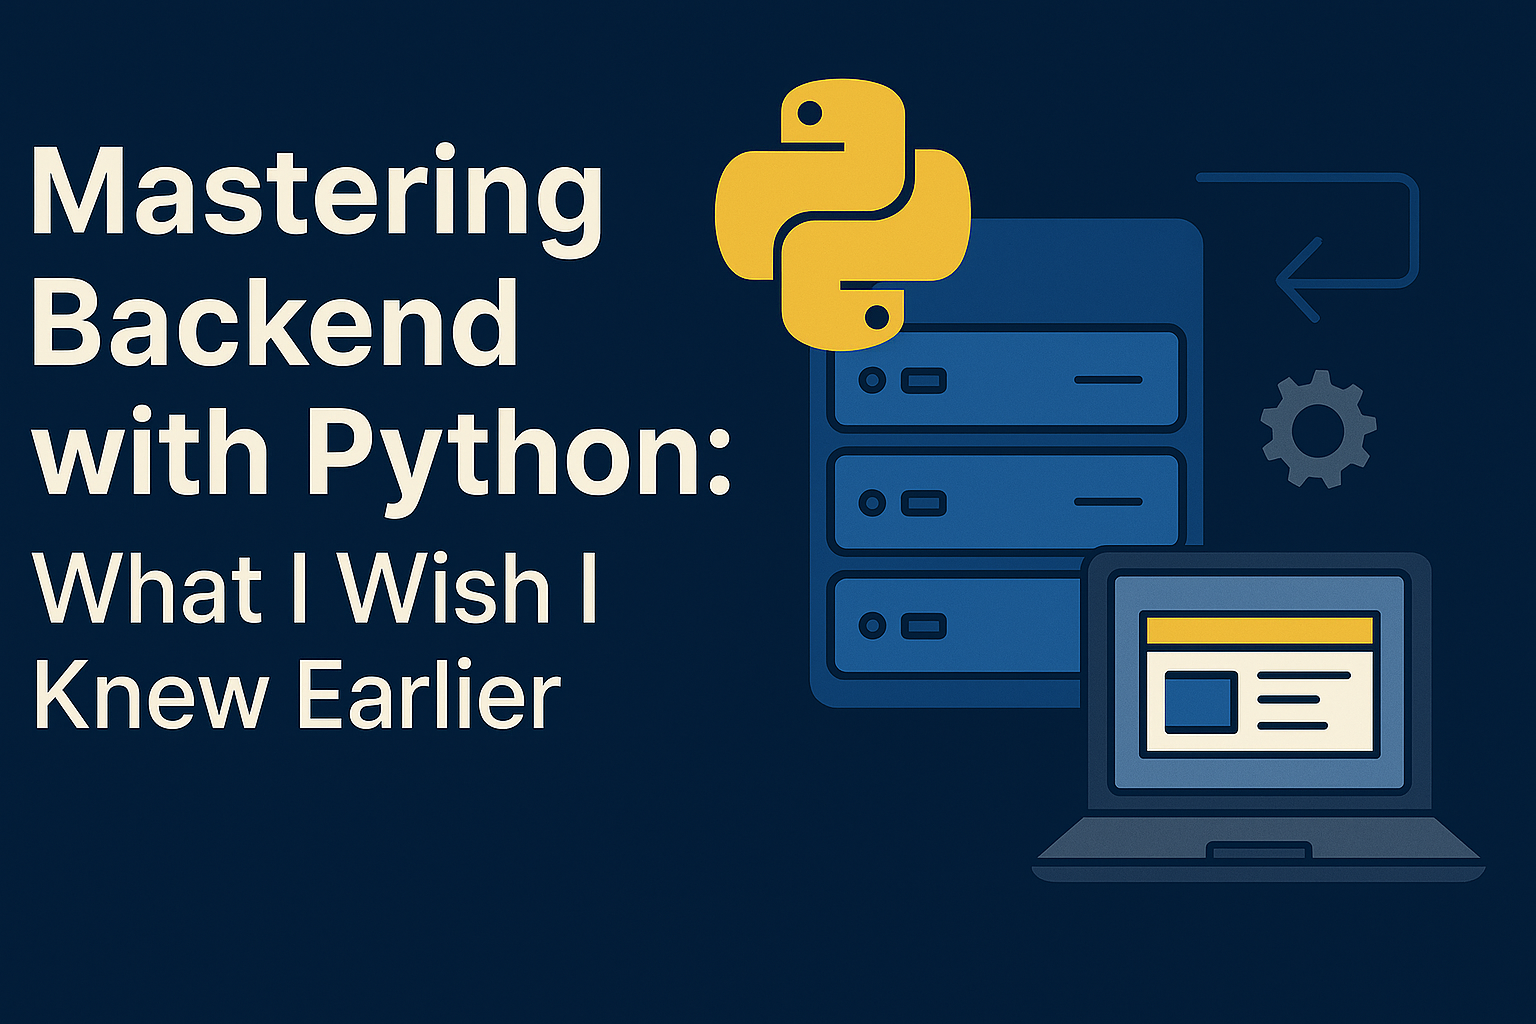 Mastering
Backend
with Python:
What I Wish I
Knew Earlier